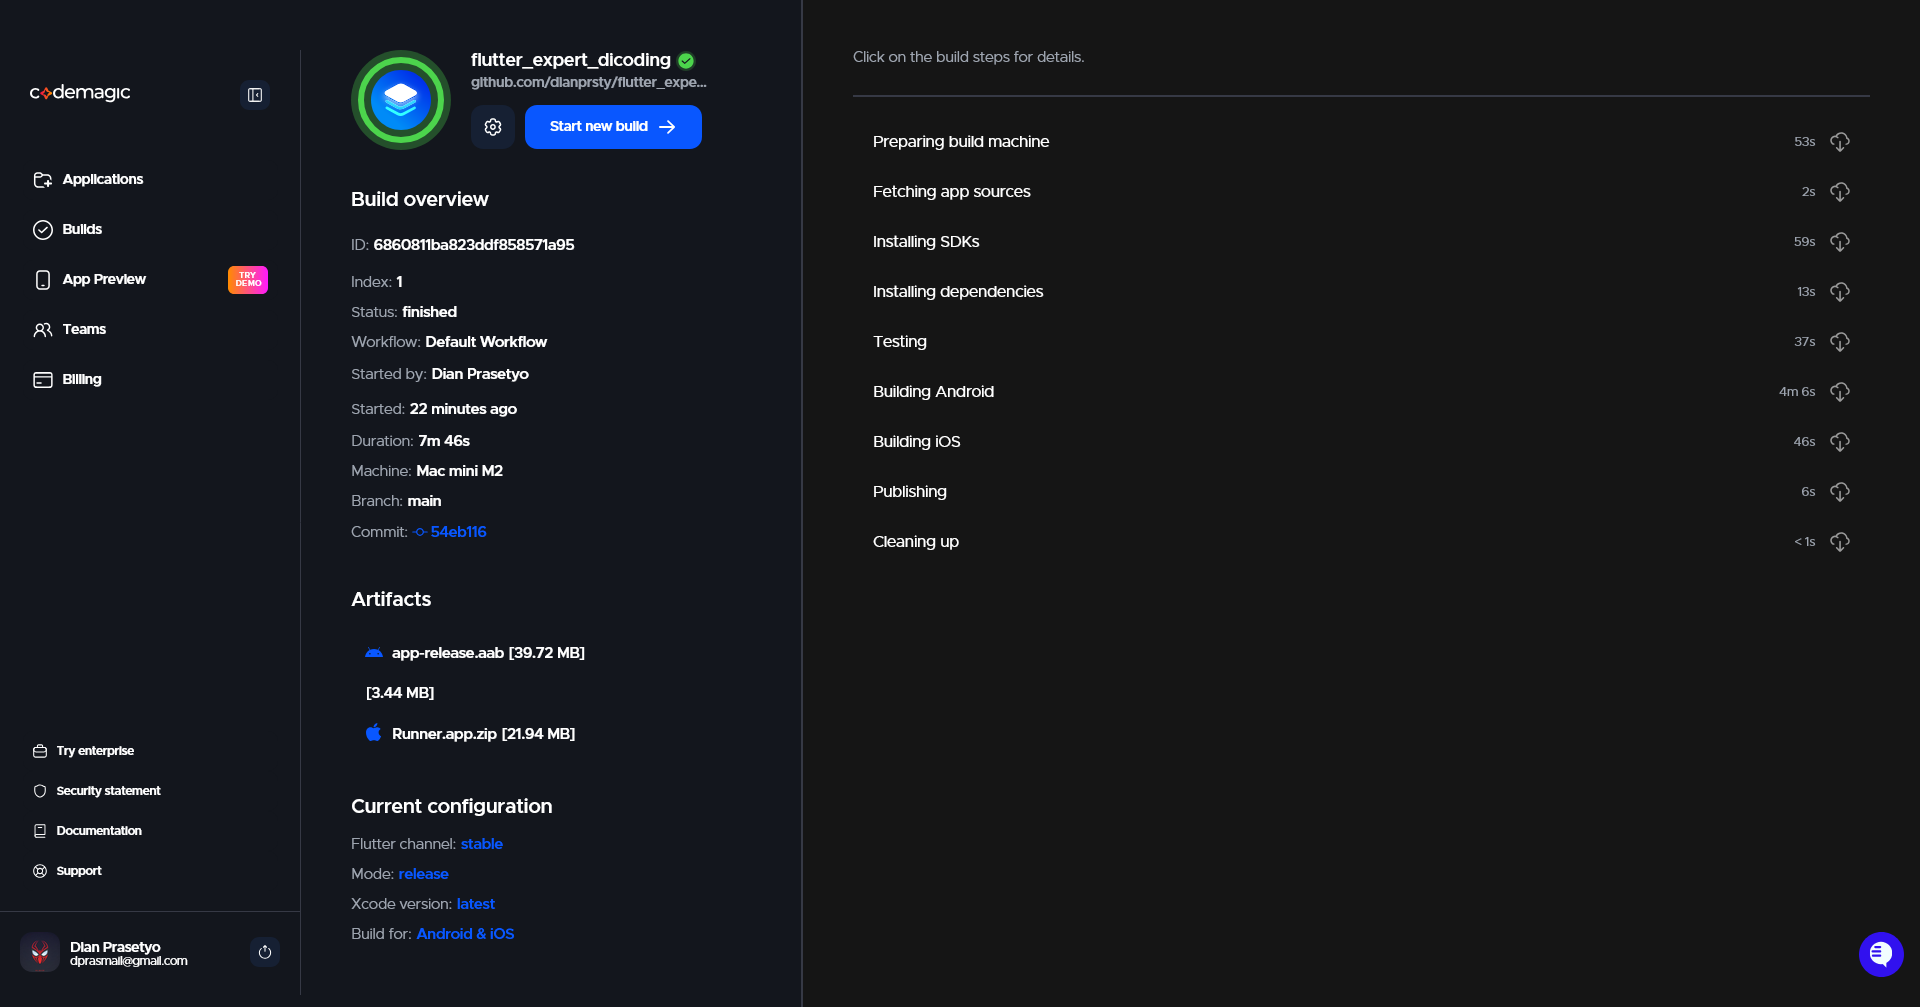 codemagic
Applications
Builds
App Preview
TRY
DEMO
Teams
Billing
Try enterprise
Security statement
Documentation
Support
Dian Prasetyo
dprasmail@gmail.com
flutter_expert_dicoding
github.com/dianprsty/flutter_expe...
Start new build
Build overview
ID: 6860811ba823ddf858571a95
Index: 1
Status: finished
Workflow: Default Workflow
Started by: Dian Prasetyo
Started: 22 minutes ago
Duration: 7m 46s
Machine: Mac mini M2
Branch: main
Commit: 54eb116
Artifacts
app-release.aab [39.72 MB]
[3.44 MB]
Runner.app.zip [21.94 MB]
Current configuration
Flutter channel: stable
Mode: release
Xcode version: latest
Build for: Android & iOS
Click on the build steps for details.
Preparing build machine 53s
Fetching app sources 2s
Installing SDKs 59s
Installing dependencies 13s
Testing 37s
Building Android 4m 6s
Building iOS 46s
Publishing 6s
Cleaning up < 1s